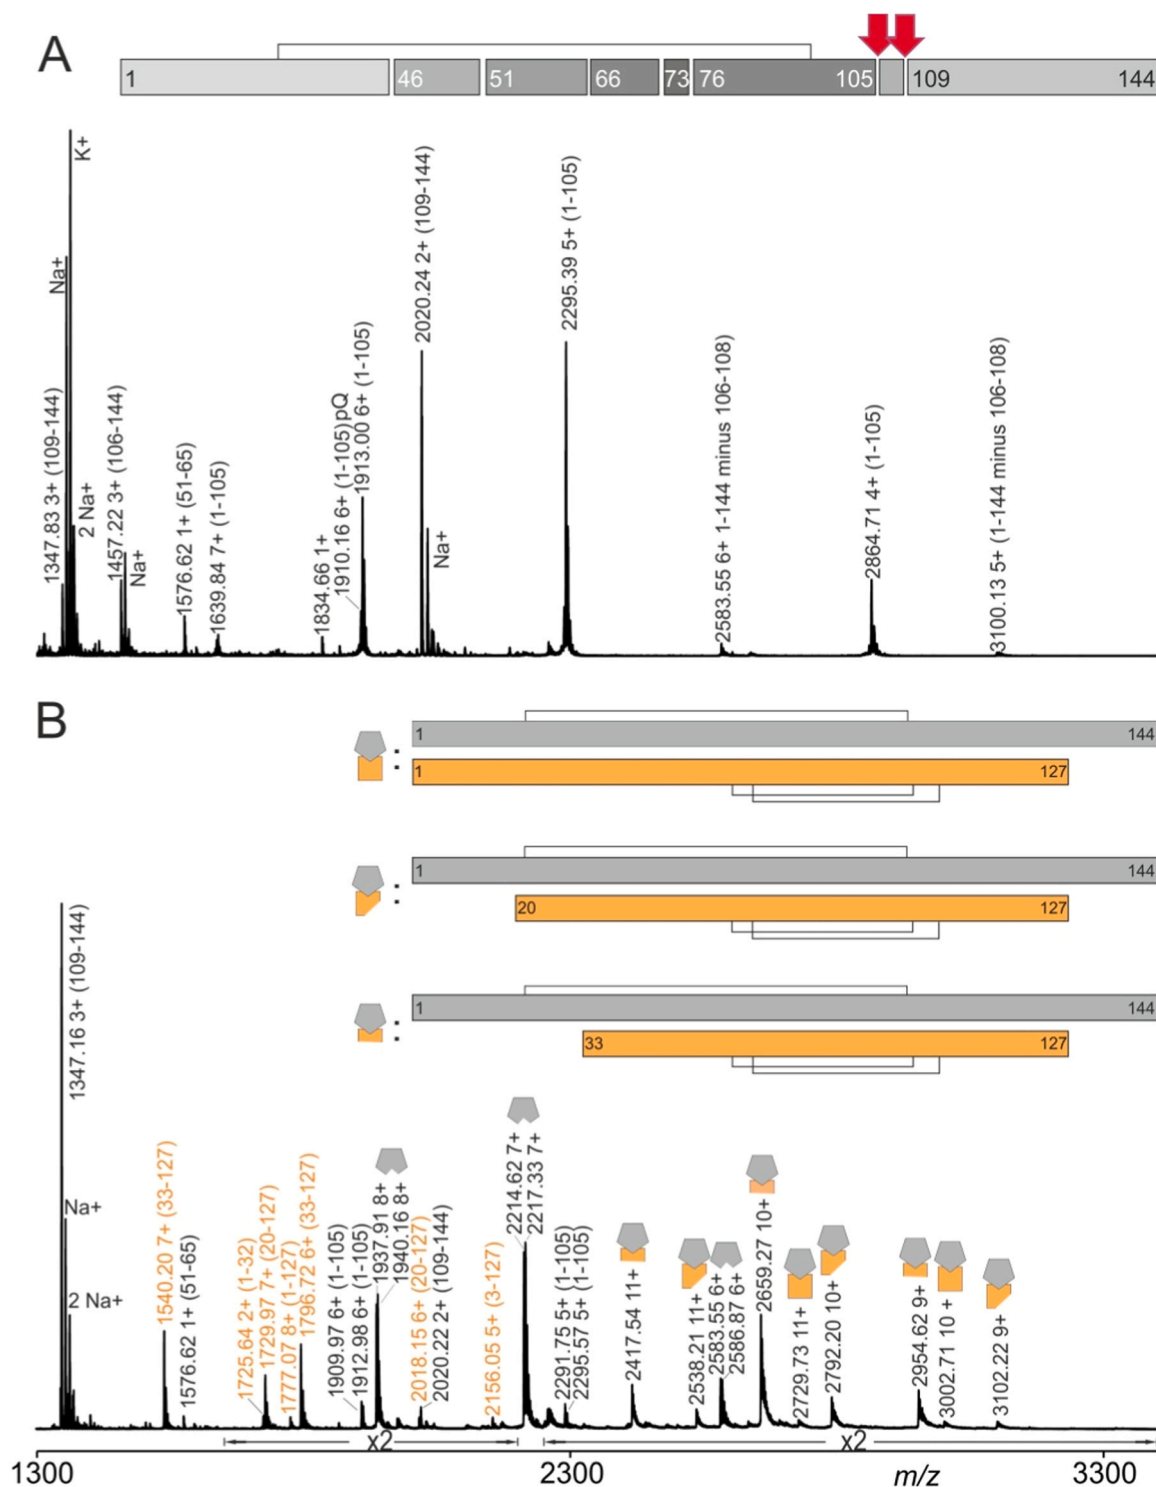 A
1
46
51
66
73
76
105
109
144
K+
Na+
1347.83 3+ (109-144)
2 Na+
1457.22 3+ (106-144)
Na+
1576.62 1+ (51-65)
1639.84 7+ (1-105)
1834.66 1+
1910.16 6+ (1-105)pQ
1913.00 6+ (1-105)
2020.24 2+ (109-144)
Na+
2295.39 5+ (1-105)
2583.55 6+ 1-144 minus 106-108)
2864.71 4+ (1-105)
3100.13 5+ (1-144 minus 106-108)
B
1
144
:
1
127
1
144
:
20
127
1
144
:
33
127
1347.16 3+ (109-144)
Na+
2 Na+
1540.20 7+ (33-127)
1576.62 1+ (51-65)
1725.64 2+ (1-32)
1729.97 7+ (20-127)
1777.07 8+ (1-127)
1796.72 6+ (33-127)
1909.97 6+ (1-105)
1912.98 6+ (1-105)
1937.91 8+
1940.16 8+
2018.15 6+ (20-127)
2020.22 2+ (109-144)
2156.05 5+ (3-127)
2214.62 7+
2217.33 7+
2291.75 5+ (1-105)
2295.57 5+ (1-105)
2417.54 11+
2538.21 11+
2583.55 6+
2586.87 6+
2659.27 10+
2729.73 11+
2792.20 10+
2954.62 9+
3002.71 10 +
3102.22 9+
x2
x2
1300
2300
m/z
3300